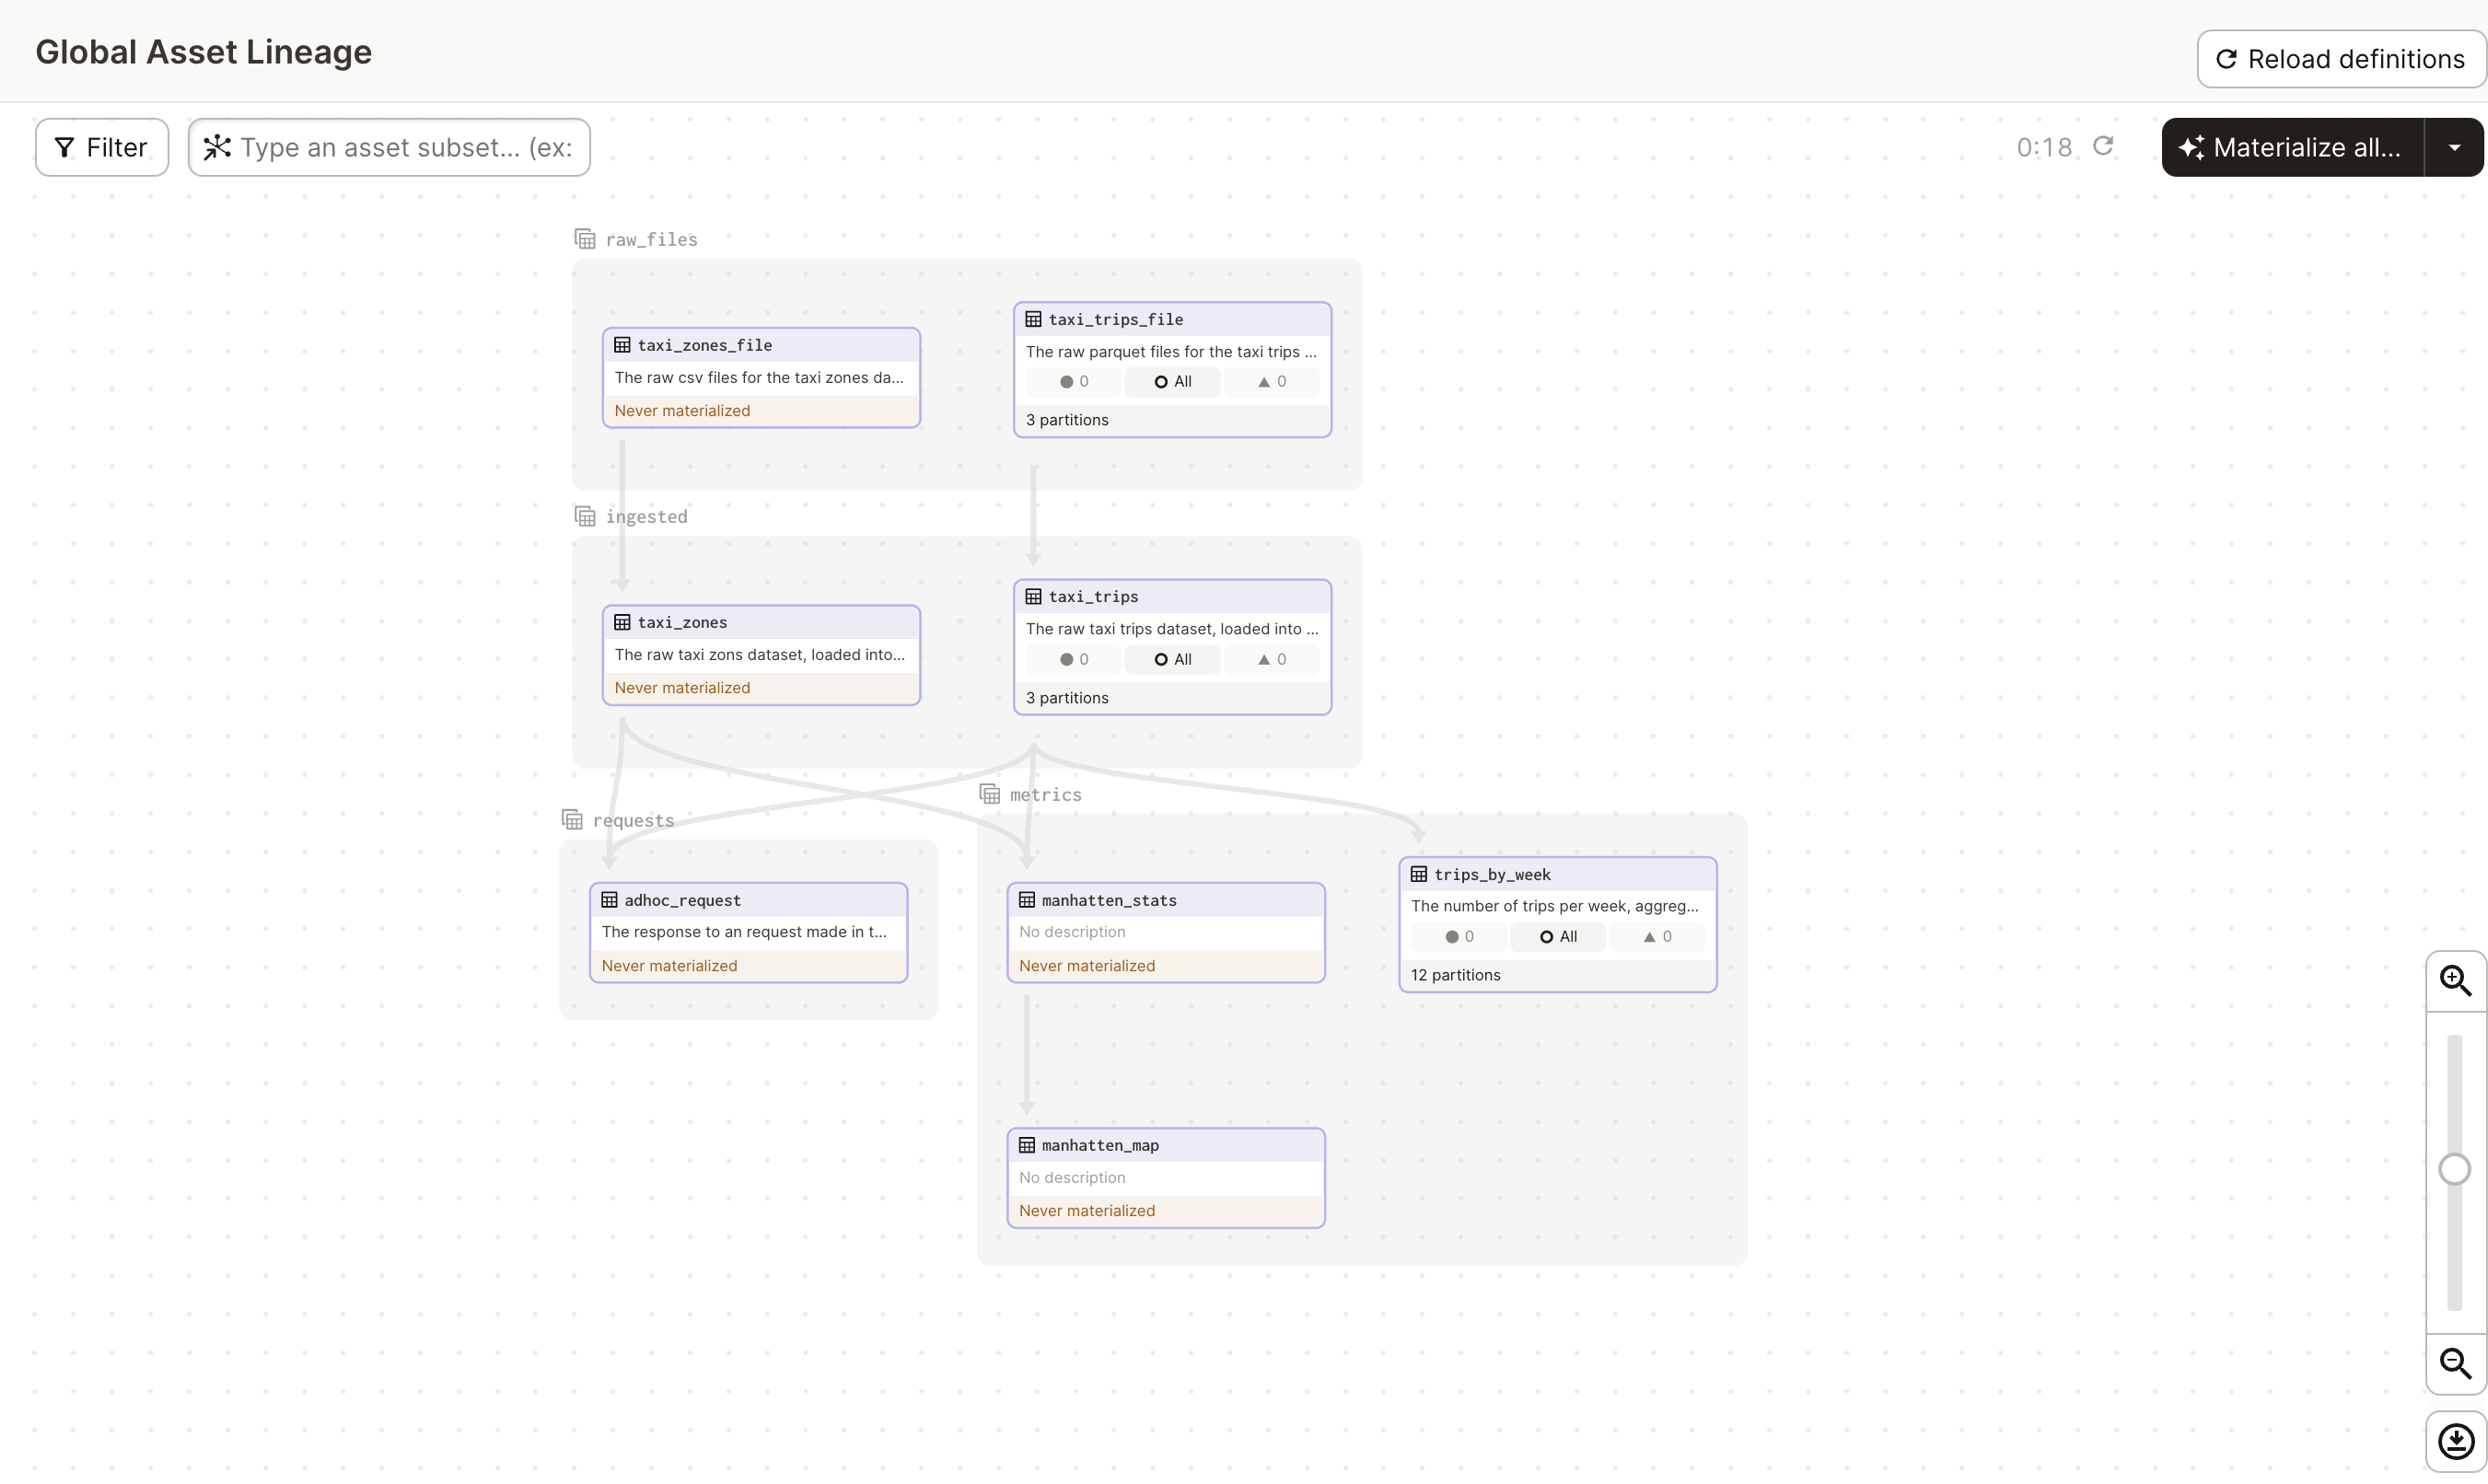 Global Asset Lineage
Reload definitions
Filter
Type an asset subset... (ex:
0:18
Materialize all...
raw_files
taxi_zones_file
The raw csv files for the taxi zones da...
Never materialized
taxi_trips_file
The raw parquet files for the taxi trips ...
0 All 0
3 partitions
ingested
taxi_zones
The raw taxi zons dataset, loaded into...
Never materialized
taxi_trips
The raw taxi trips dataset, loaded into ...
0 All 0
3 partitions
requests
adhoc_request
The response to an request made in t...
Never materialized
metrics
manhatten_stats
No description
Never materialized
trips_by_week
The number of trips per week, aggreg...
0 All 0
12 partitions
manhatten_map
No description
Never materialized